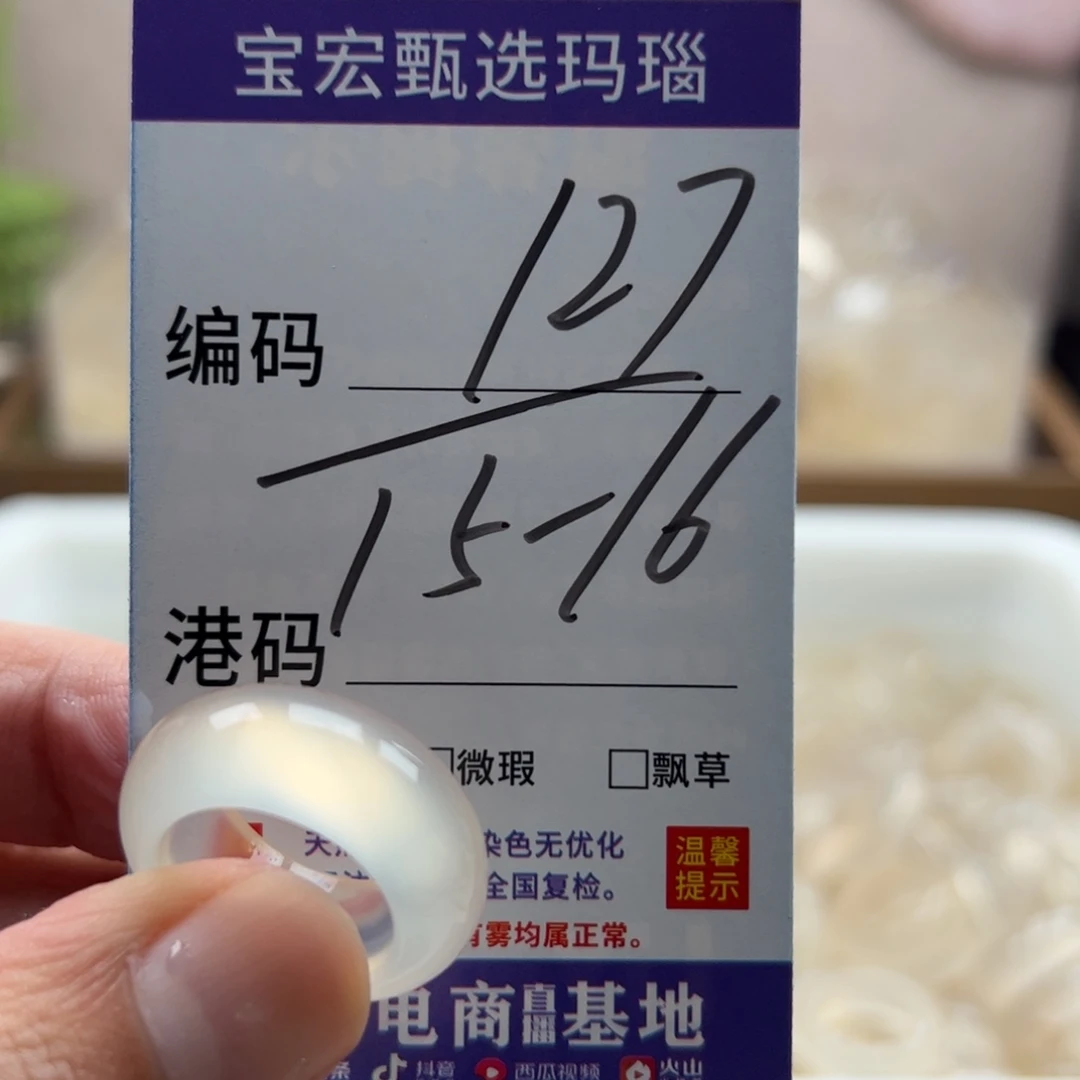 宝宏甄选玛瑙
编码 127
15-16
港码
微瑕 飘草
染色无优化
全国复检。
温馨
提示
雾均属正常。
电商直播基地
抖音 西瓜视频 火山